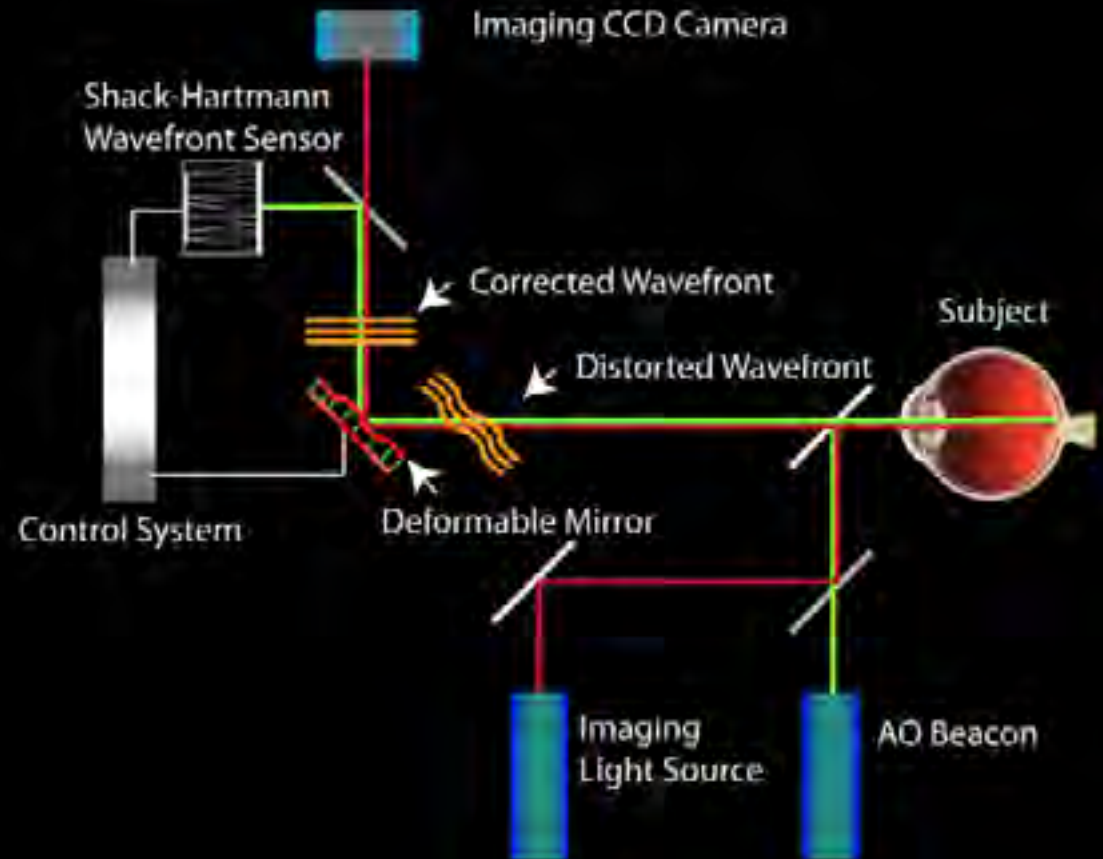 Imaging CCD Camera
Shack-Hartmann
Wavefront Sensor
Corrected Wavefront
Subject
Distorted Wavefront
Control System
Deformable Mirror
Imaging
Light Source
AO Beacon